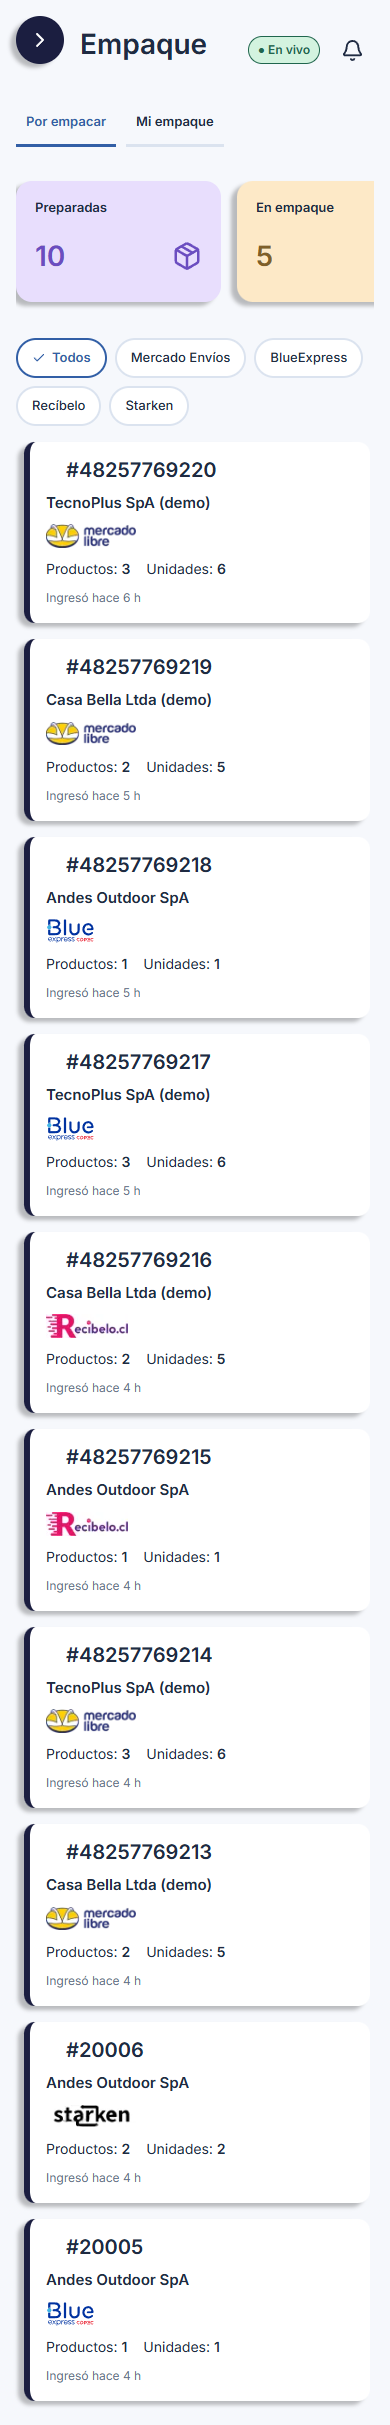 Empaque
• En vivo
Por empacar
Mi empaque
Preparadas
10
En empaque
5
Todos
Mercado Envíos
BlueExpress
Recíbelo
Starken
#48257769220
TecnoPlus SpA (demo)
mercado
libre
Productos: 3 Unidades: 6
Ingresó hace 6 h
#48257769219
Casa Bella Ltda (demo)
mercado
libre
Productos: 2 Unidades: 5
Ingresó hace 5 h
#48257769218
Andes Outdoor SpA
Blue
express COPEC
Productos: 1 Unidades: 1
Ingresó hace 5 h
#48257769217
TecnoPlus SpA (demo)
Blue
express COPEC
Productos: 3 Unidades: 6
Ingresó hace 5 h
#48257769216
Casa Bella Ltda (demo)
Recibelo.cl
Productos: 2 Unidades: 5
Ingresó hace 4 h
#48257769215
Andes Outdoor SpA
Recibelo.cl
Productos: 1 Unidades: 1
Ingresó hace 4 h
#48257769214
TecnoPlus SpA (demo)
mercado
libre
Productos: 3 Unidades: 6
Ingresó hace 4 h
#48257769213
Casa Bella Ltda (demo)
mercado
libre
Productos: 2 Unidades: 5
Ingresó hace 4 h
#20006
Andes Outdoor SpA
starken
Productos: 2 Unidades: 2
Ingresó hace 4 h
#20005
Andes Outdoor SpA
Blue
express COPEC
Productos: 1 Unidades: 1
Ingresó hace 4 h